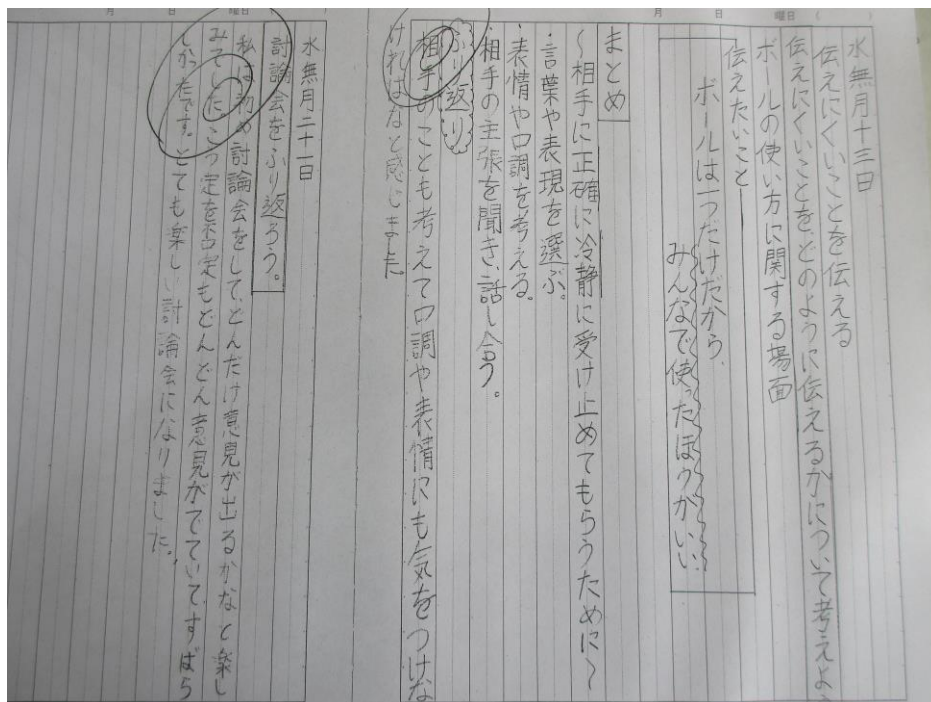 月 日 曜日 ( )
水無月十三日
伝えにくいことを伝える
伝えにくいことを、どのように伝えるかについて考えよ
ボールの使い方に関する場面
伝えたいこと
ボールは一つだけだから、
みんなで使ったほうがいい
まとめ
～相手に正確に冷静に受け止めてもらうために～
・言葉や表現を選ぶ。
・表情や口調を考える。
・相手の主張を聞き、話し合う。
ふり返り
相手のことも考えて口調や表情にも気をつけな
ければなと感じました
月 日 曜日 ( )
水無月二十一日
討論会をふり返ろう。
私は初め討論会をして、どんだけ意見が出るかなと楽し
みでした。こう定も否定もどんどん意見がでていてすばら
しかったです。とても楽しい討論会になりました。